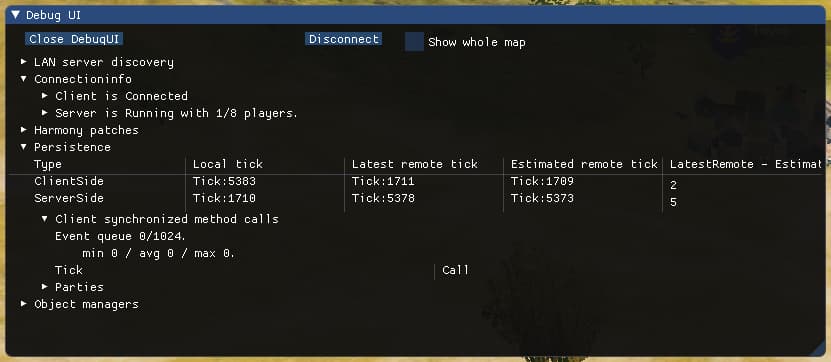 Debug UI
Close DebugUI Disconnect Show whole map
LAN server discovery
Connectioninfo
Client is Connected
Server is Running with 1/8 players.
Harmony patches
Persistence
Type Local tick Latest remote tick Estimated remote tick LatestRemote - Estimat
ClientSide Tick:5383 Tick:1711 Tick:1709 2
ServerSide Tick:1710 Tick:5378 Tick:5373 5
Client synchronized method calls
Event queue 0/1024.
min 0 / avg 0 / max 0.
Tick Call
Parties
Object managers